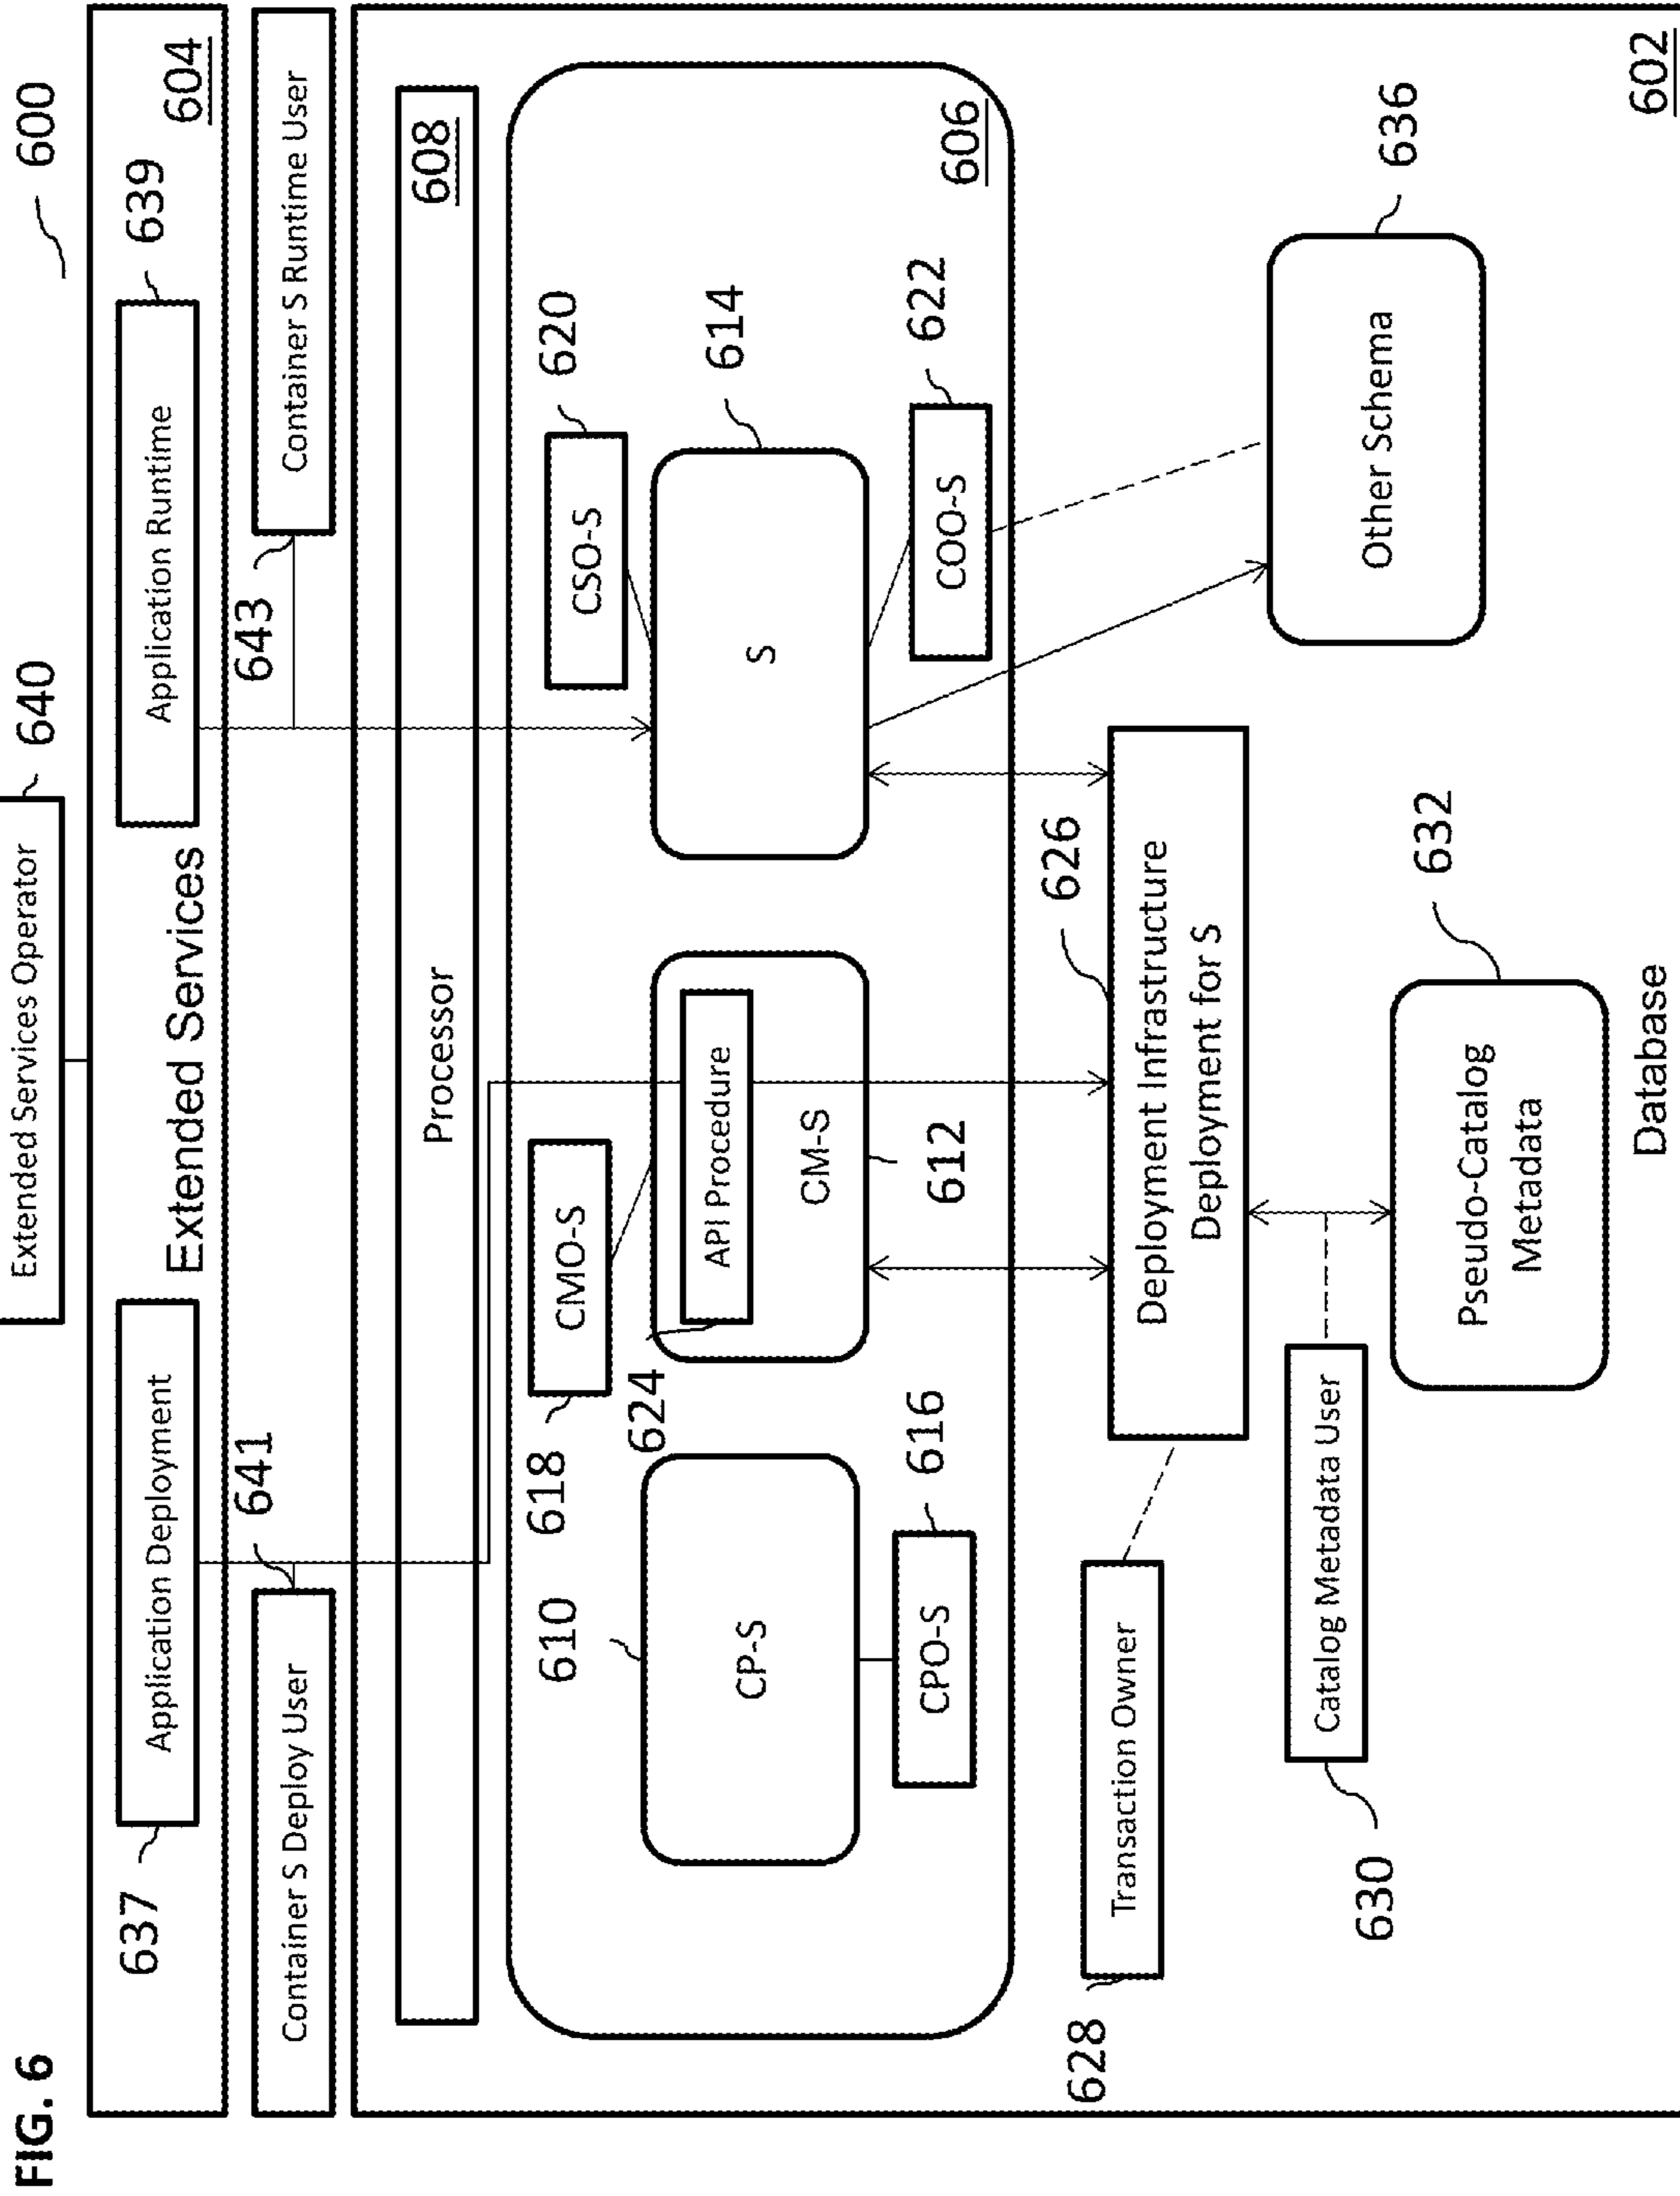 FIG. 6
600
Extended Services Operator
640
Application Deployment
637
Extended Services
Application Runtime
639
604
Container S Deploy User
641
643
Container S Runtime User
Processor
608
CMO-S
618
CSO-S
620
610
CP-S
624
API Procedure
CM-S
612
S
614
CPO-S
616
COO-S
622
606
628
Transaction Owner
Deployment Infrastructure
Deployment for S
626
630
Catalog Metadata User
Other Schema
636
Pseudo-Catalog
Metadata
632
Database
602